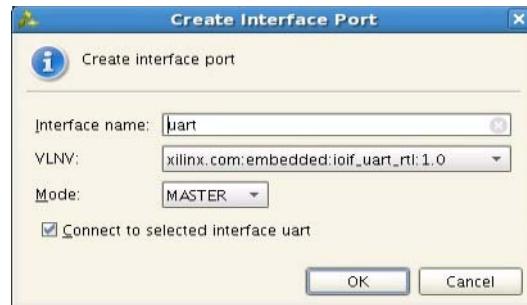 Create Interface Port
Create interface port
Interface name: uart
VLNV: xilinx.com:embedded:ioif_uart_rtl:1.0
Mode: MASTER
Connect to selected interface uart
OK Cancel